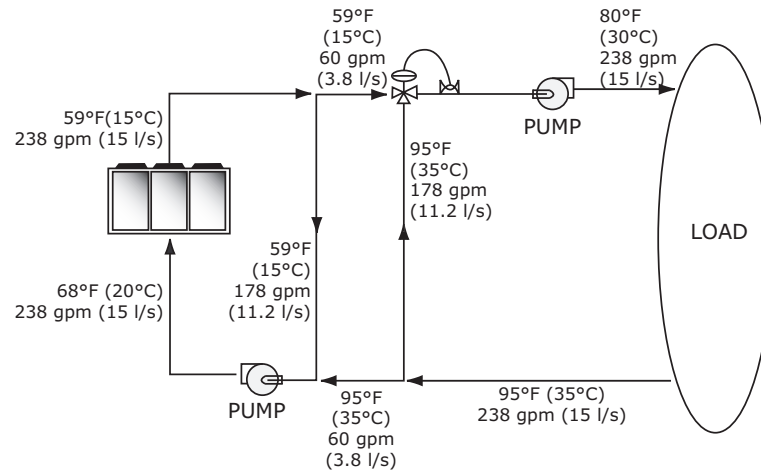 59°F
(15°C)
60 gpm
(3.8 l/s)
80°F
(30°C)
238 gpm
(15 l/s)
59°F(15°C)
238 gpm (15 l/s)
PUMP
95°F
(35°C)
178 gpm
(11.2 l/s)
LOAD
59°F
(15°C)
178 gpm
(11.2 l/s)
68°F (20°C)
238 gpm (15 l/s)
PUMP
95°F
(35°C)
60 gpm
(3.8 l/s)
95°F (35°C)
238 gpm (15 l/s)